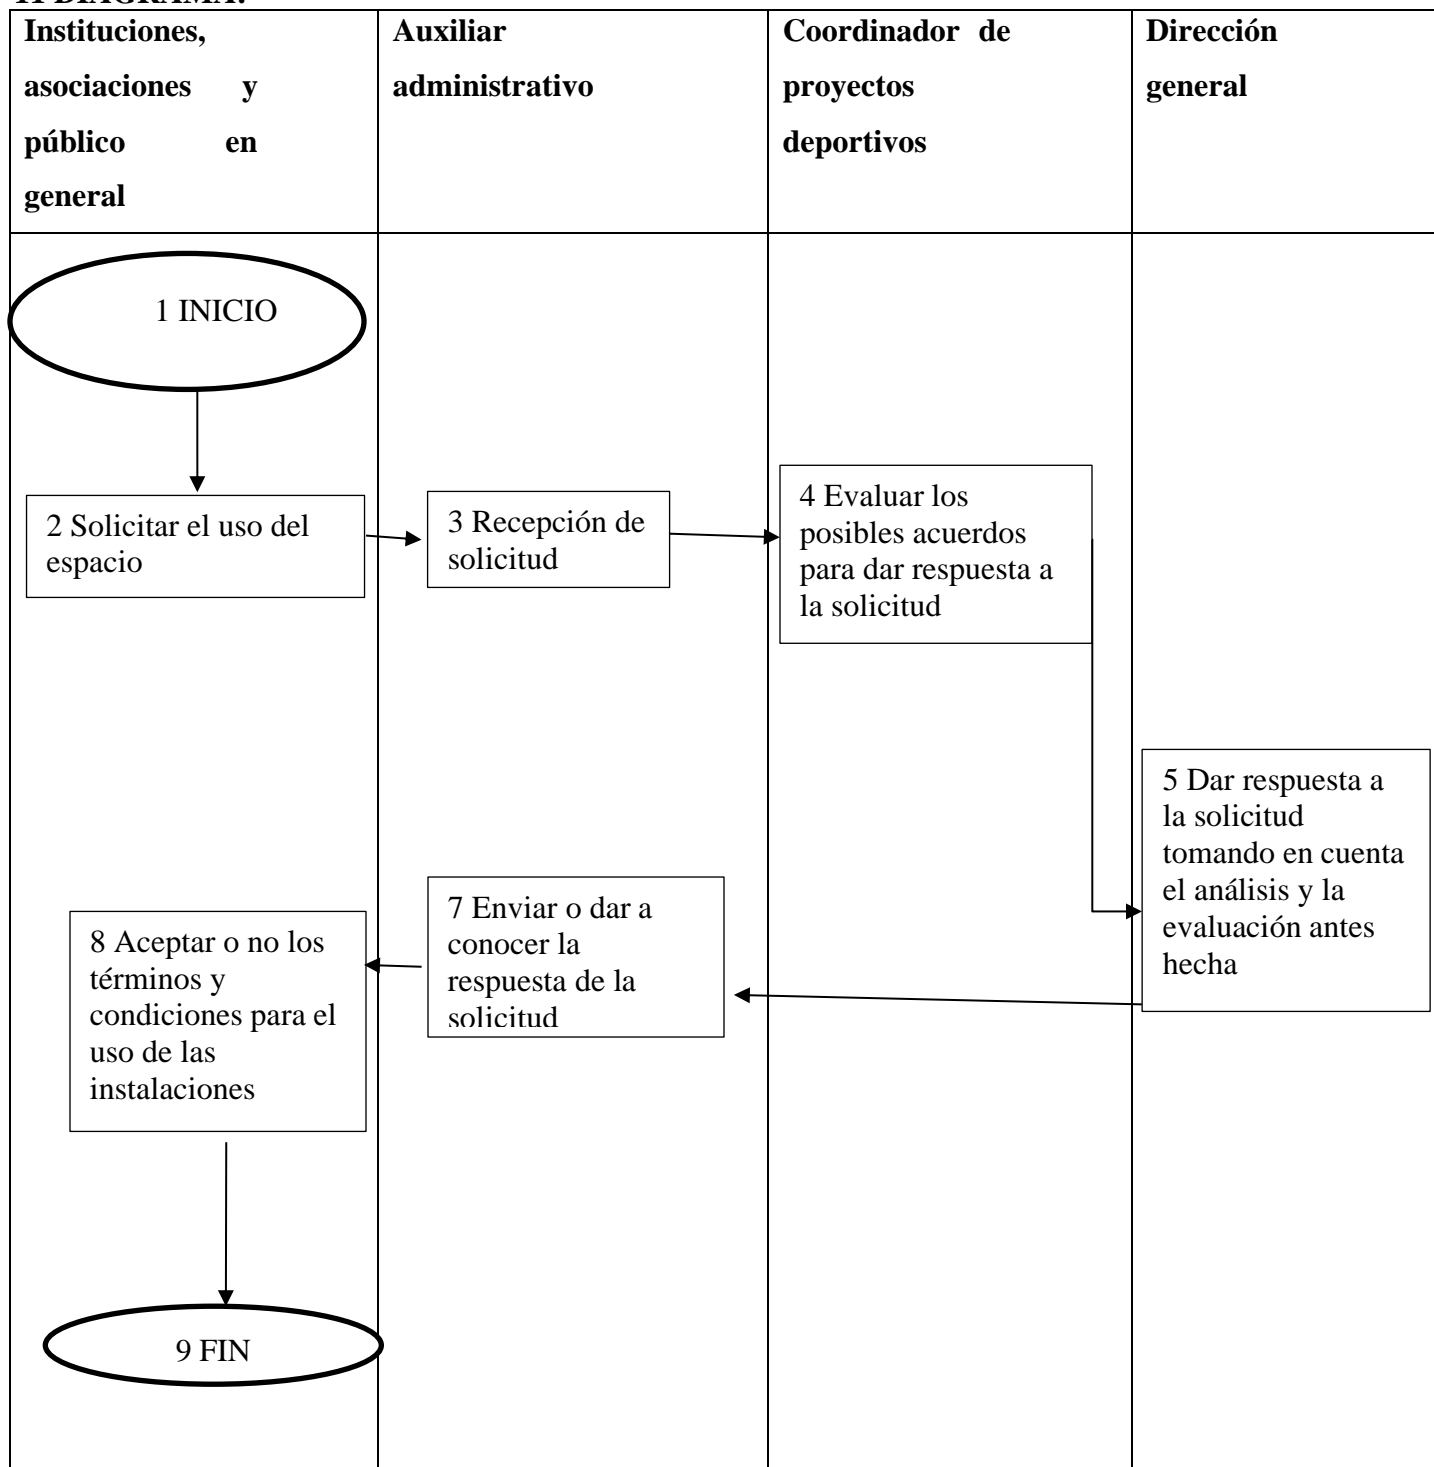 11 DIAGRAMA:
Instituciones,
asociaciones y
público en
general
Auxiliar
administrativo
Coordinador de
proyectos
deportivos
Dirección
general
1 INICIO
2 Solicitar el uso del
espacio
3 Recepción de
solicitud
4 Evaluar los
posibles acuerdos
para dar respuesta a
la solicitud
5 Dar respuesta a
la solicitud
tomando en cuenta
el análisis y la
evaluación antes
hecha
7 Enviar o dar a
conocer la
respuesta de la
solicitud
8 Aceptar o no los
términos y
condiciones para el
uso de las
instalaciones
9 FIN